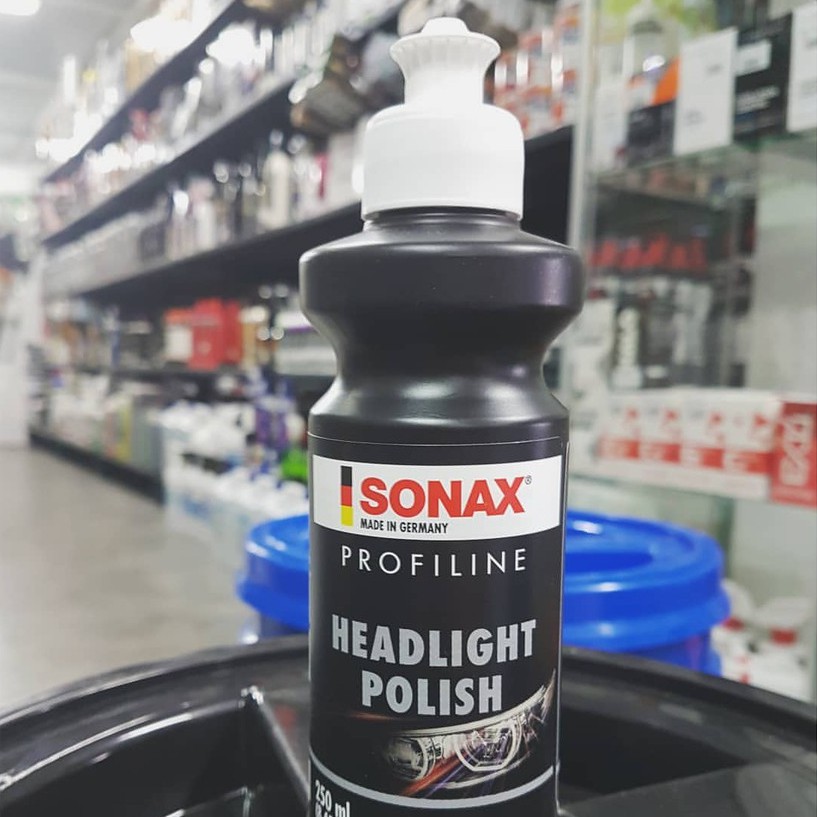 SONAX®
MADE IN GERMANY
PROFILINE
HEADLIGHT
POLISH
250 ml